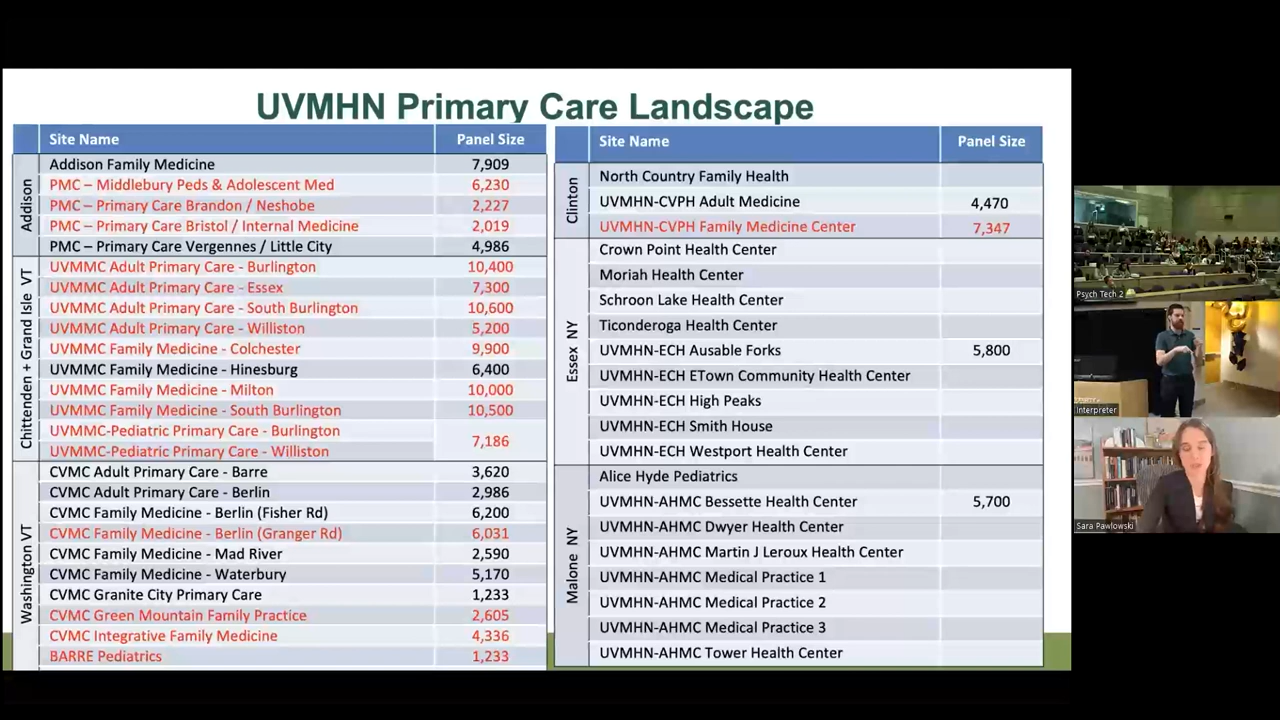 UVMHN Primary Care Landscape
Site Name Panel Size
Addison
Addison Family Medicine 7,909
PMC – Middlebury Peds & Adolescent Med 6,230
PMC – Primary Care Brandon / Neshobe 2,227
PMC – Primary Care Bristol / Internal Medicine 2,019
PMC – Primary Care Vergennes / Little City 4,986
Chittenden + Grand Isle VT
UVMMC Adult Primary Care - Burlington 10,400
UVMMC Adult Primary Care - Essex 7,300
UVMMC Adult Primary Care - South Burlington 10,600
UVMMC Adult Primary Care - Williston 5,200
UVMMC Family Medicine - Colchester 9,900
UVMMC Family Medicine - Hinesburg 6,400
UVMMC Family Medicine - Milton 10,000
UVMMC Family Medicine - South Burlington 10,500
UVMMC-Pediatric Primary Care - Burlington
7,186
UVMMC-Pediatric Primary Care - Williston
Washington VT
CVMC Adult Primary Care - Barre 3,620
CVMC Adult Primary Care - Berlin 2,986
CVMC Family Medicine - Berlin (Fisher Rd) 6,200
CVMC Family Medicine - Berlin (Granger Rd) 6,031
CVMC Family Medicine - Mad River 2,590
CVMC Family Medicine - Waterbury 5,170
CVMC Granite City Primary Care 1,233
CVMC Green Mountain Family Practice 2,605
CVMC Integrative Family Medicine 4,336
BARRE Pediatrics 1,233
Site Name Panel Size
Clinton
North Country Family Health
UVMHN-CVPH Adult Medicine 4,470
UVMHN-CVPH Family Medicine Center 7,347
Essex NY
Crown Point Health Center
Moriah Health Center
Schroon Lake Health Center
Ticonderoga Health Center
UVMHN-ECH Ausable Forks 5,800
UVMHN-ECH ETown Community Health Center
UVMHN-ECH High Peaks
UVMHN-ECH Smith House
UVMHN-ECH Westport Health Center
Malone NY
Alice Hyde Pediatrics
UVMHN-AHMC Bessette Health Center 5,700
UVMHN-AHMC Dwyer Health Center
UVMHN-AHMC Martin J Leroux Health Center
UVMHN-AHMC Medical Practice 1
UVMHN-AHMC Medical Practice 2
UVMHN-AHMC Medical Practice 3
UVMHN-AHMC Tower Health Center
Psych Tech 2
Interpreter
Sara Pawlowski